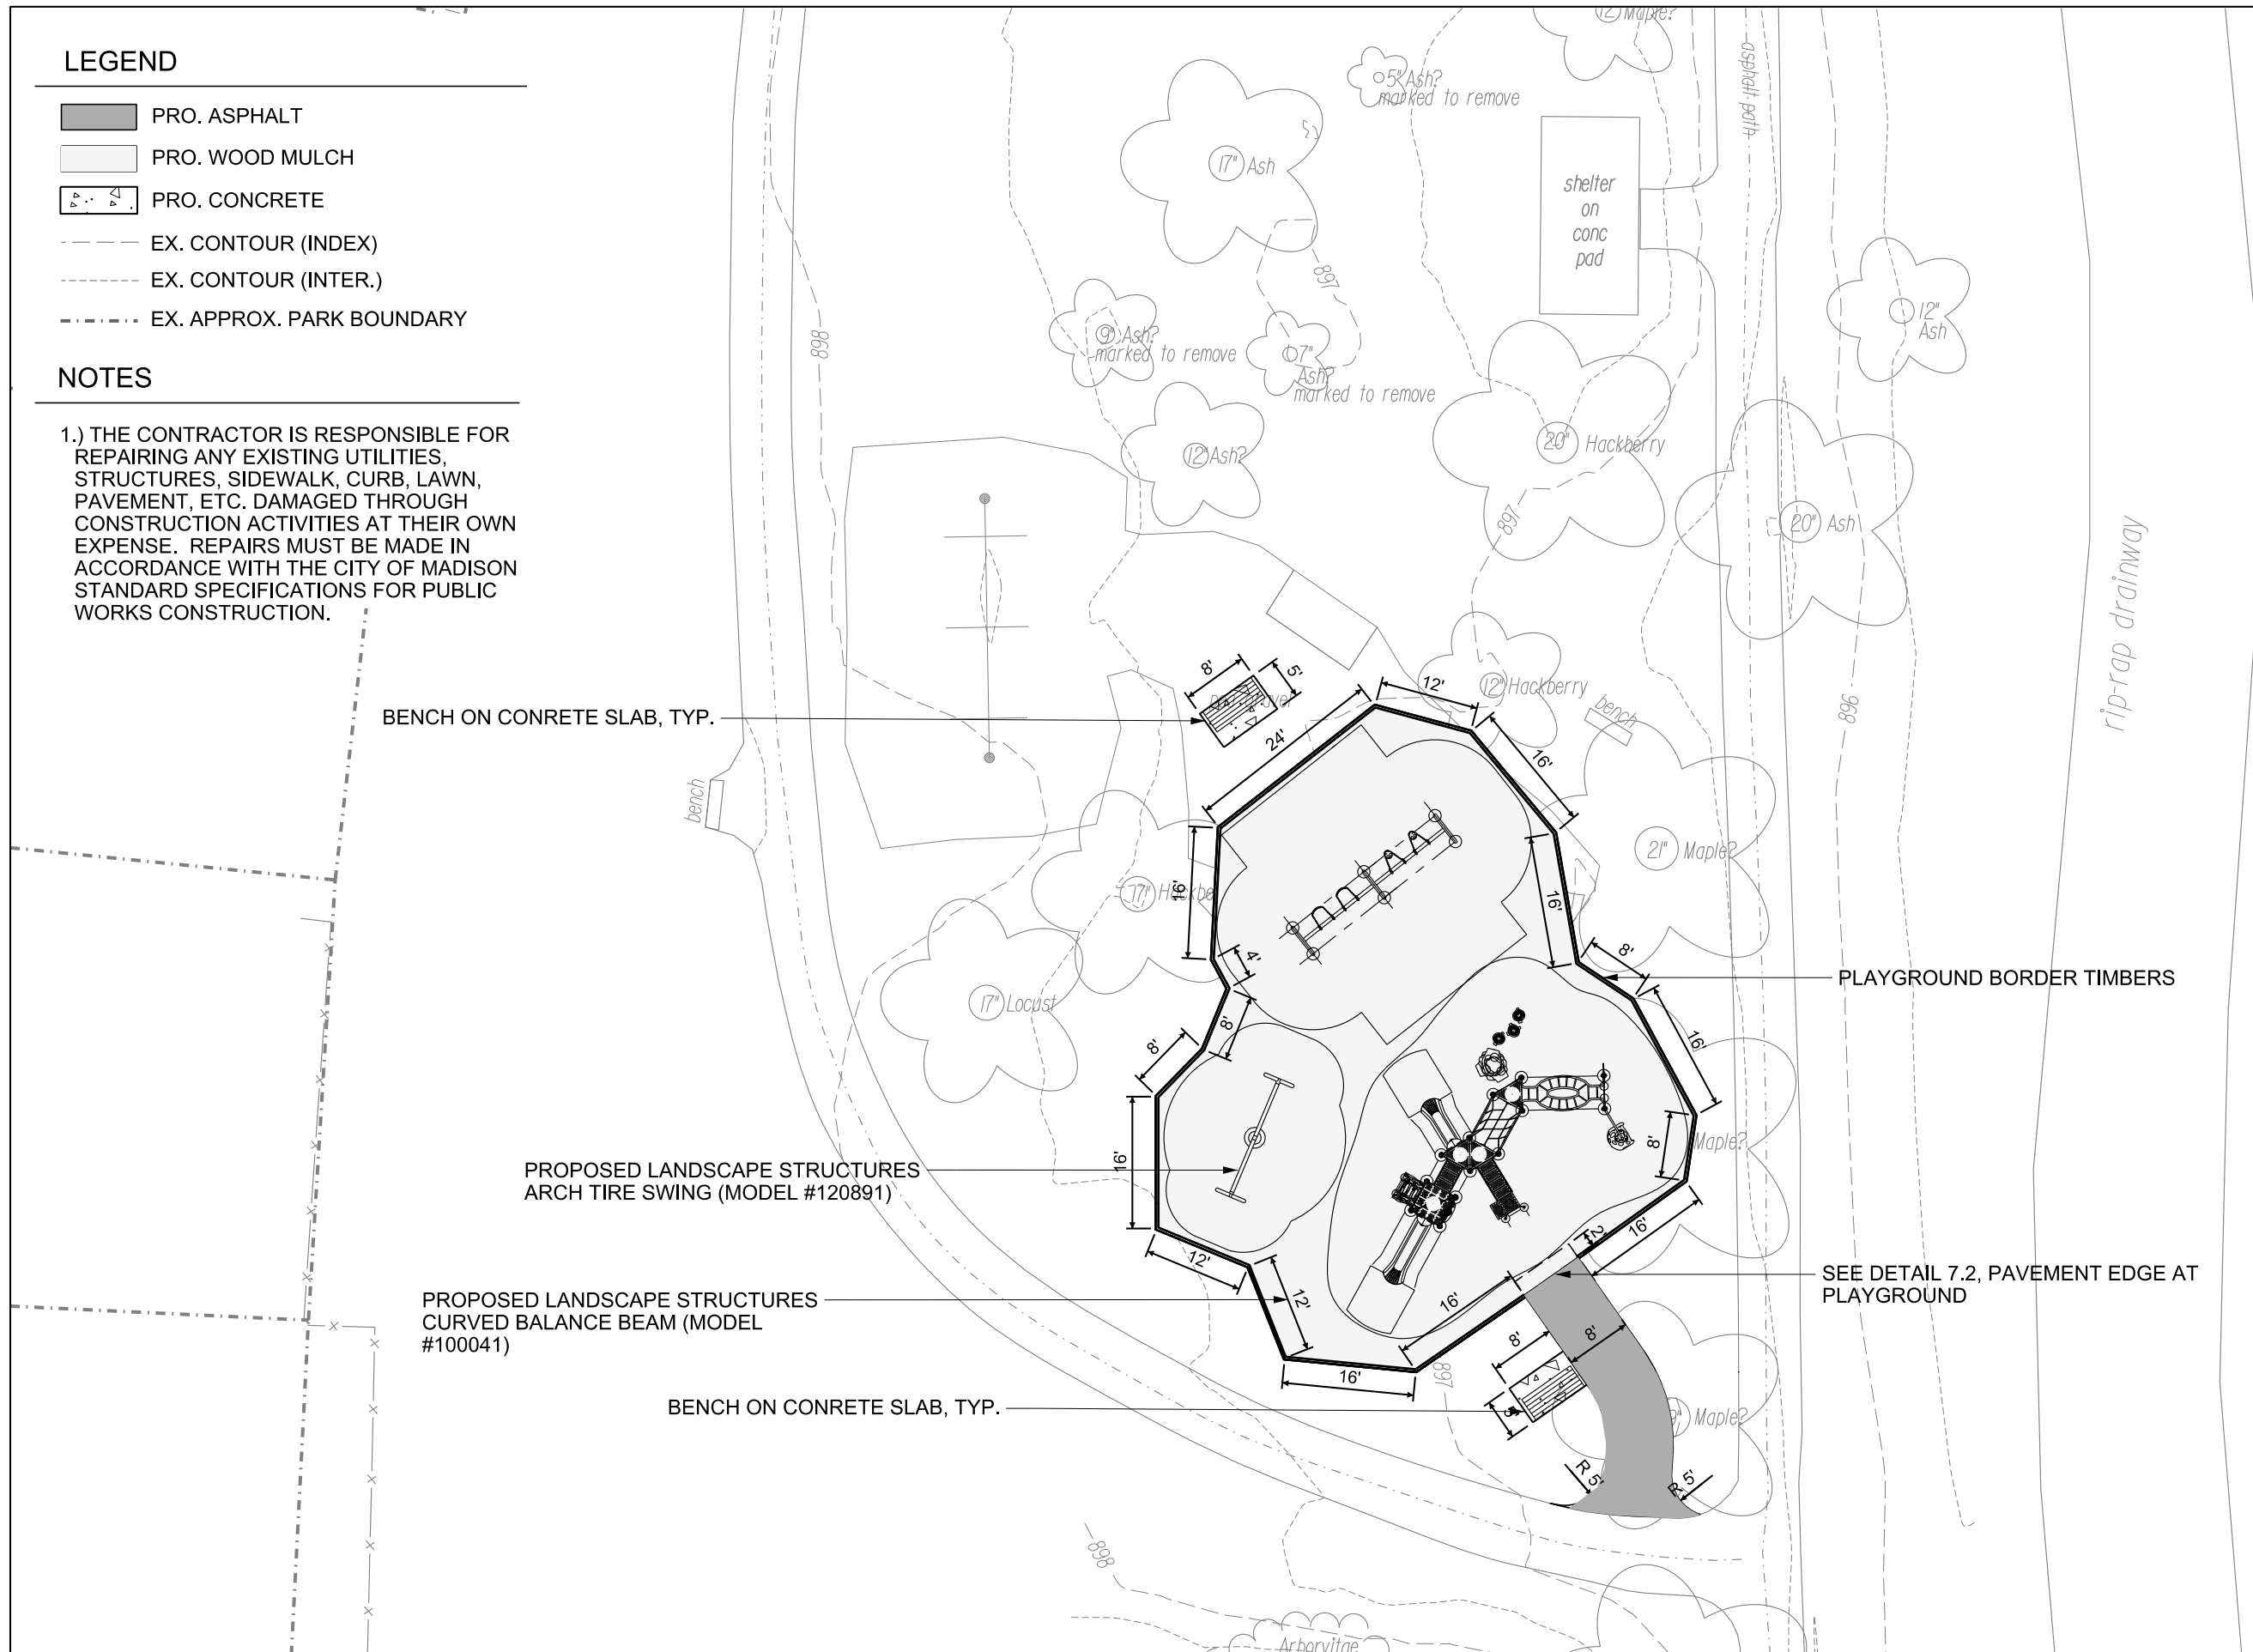 LEGEND
PRO. ASPHALT
PRO. WOOD MULCH
PRO. CONCRETE
EX. CONTOUR (INDEX)
EX. CONTOUR (INTER.)
EX. APPROX. PARK BOUNDARY
NOTES
1.) THE CONTRACTOR IS RESPONSIBLE FOR
REPAIRING ANY EXISTING UTILITIES,
STRUCTURES, SIDEWALK, CURB, LAWN,
PAVEMENT, ETC. DAMAGED THROUGH
CONSTRUCTION ACTIVITIES AT THEIR OWN
EXPENSE.  REPAIRS MUST BE MADE IN
ACCORDANCE WITH THE CITY OF MADISON
STANDARD SPECIFICATIONS FOR PUBLIC
WORKS CONSTRUCTION.
12" Maple?
5" Ash?
marked to remove
asphalt path
17" Ash
shelter
on
conc
pad
897
898
9" Ash?
marked to remove
7"
Ash?
marked to remove
12"
Ash
12" Ash?
20" Hackberry
897
20" Ash
rip-rap drainway
896
8'
5'
12'
12" Hackberry
bench
BENCH ON CONRETE SLAB, TYP.
24'
16'
bench
21" Maple?
16'
17"
16'
17" Locust
4'
8'
PLAYGROUND BORDER TIMBERS
8'
8'
16'
16'
8'
Maple?
PROPOSED LANDSCAPE STRUCTURES
ARCH TIRE SWING (MODEL #120891)
12'
2'
16'
SEE DETAIL 7.2, PAVEMENT EDGE AT
PLAYGROUND
PROPOSED LANDSCAPE STRUCTURES
CURVED BALANCE BEAM (MODEL
#100041)
12'
16'
8'
8'
16'
897
BENCH ON CONRETE SLAB, TYP.
5'
Maple?
R 5'
R 5'
898
Arborvitae